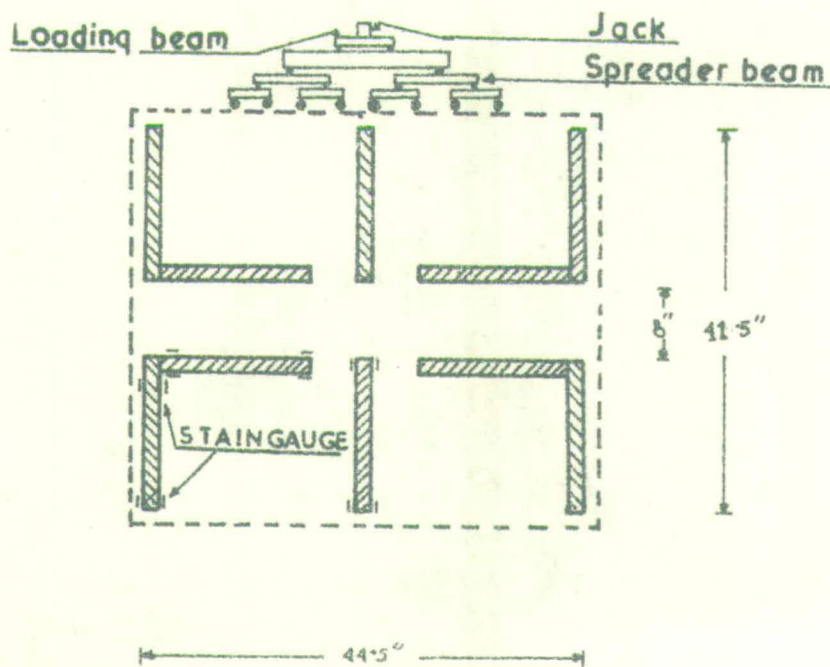 Jack
Loading beam
Spreader beam
8"
41.5"
STAINGAUGE
44.5"